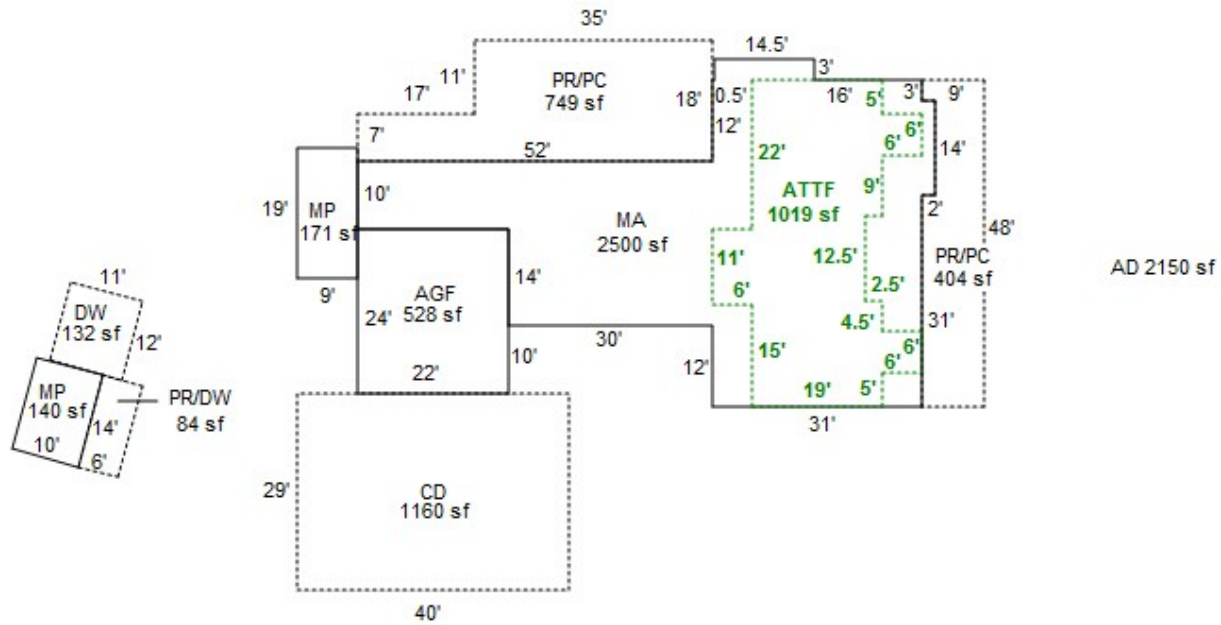 35'
14.5'
11'
PR/PC
749 sf
18'
3'
17'
0.5'
16'
5'
3'
9'
7'
12'
6'
6'
14'
52'
22'
10'
ATTF
1019 sf
9'
19'
MP
171 sf
MA
2500 sf
2'
48'
11'
12.5'
PR/PC
404 sf
AD 2150 sf
9'
14'
6'
2.5'
AGF
528 sf
24'
30'
4.5'
31'
11'
DW
132 sf
12'
22'
10'
12'
15'
6'
6'
19'
5'
31'
MP
140 sf
14'
10'
6'
PR/DW
84 sf
29'
CD
1160 sf
40'